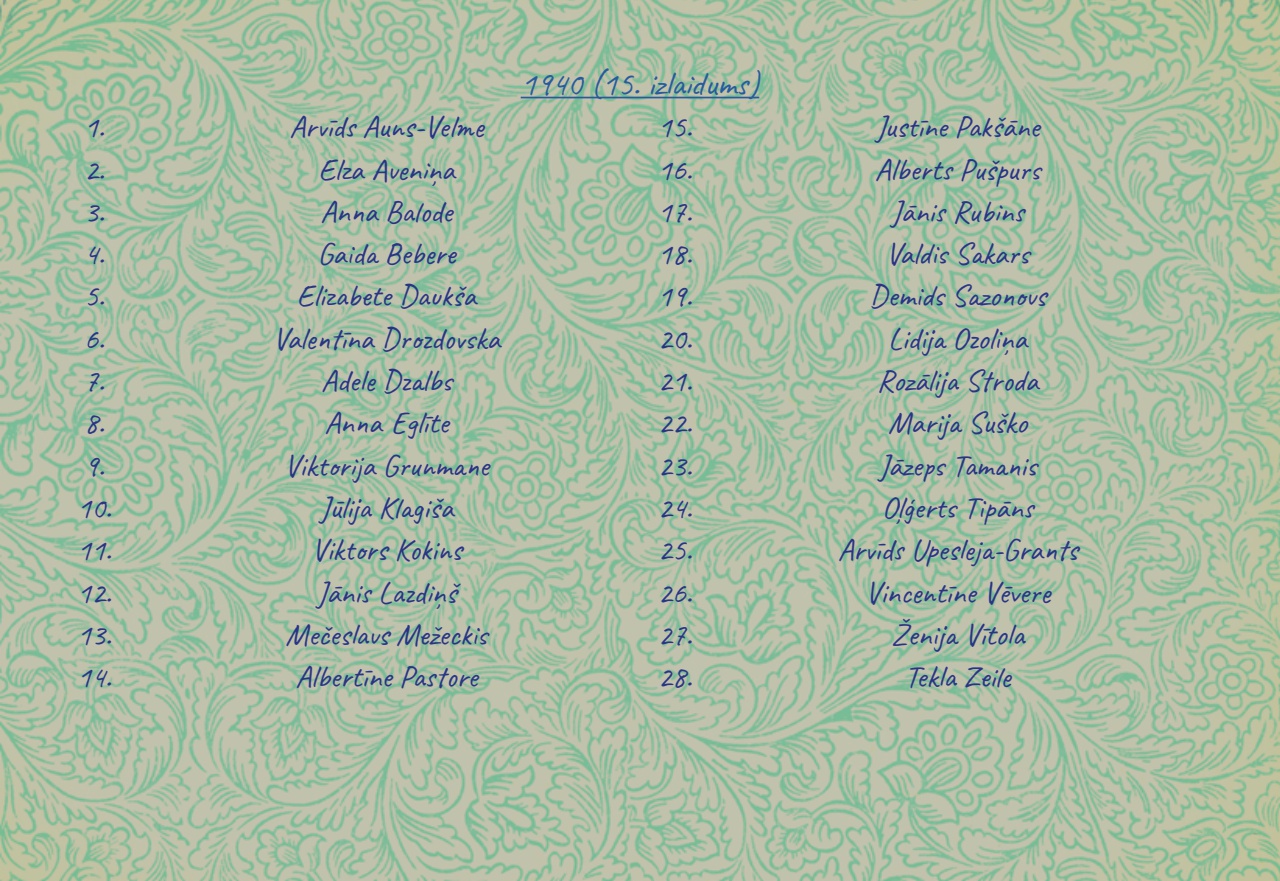 1940 (15. izlaidums)
1. Arvīds Auns-Velme
2. Elza Aveniņa
3. Anna Balode
4. Gaida Bebere
5. Elizabete Daukša
6. Valentīna Drozdovska
7. Adele Dzalbs
8. Anna Eglīte
9. Viktorija Grunmane
10. Jūlija Klagiša
11. Viktors Kokins
12. Jānis Lazdiņš
13. Mečeslavs Mežeckis
14. Albertīne Pastore
15. Justīne Pakšāne
16. Alberts Pušpurs
17. Jānis Rubins
18. Valdis Sakars
19. Demids Sazonovs
20. Lidija Ozoliņa
21. Rozālija Stroda
22. Marija Suško
23. Jāzeps Tamanis
24. Oļģerts Tipāns
25. Arvīds Upesleja-Grants
26. Vincentīne Vēvere
27. Ženija Vītola
28. Tekla Zeile